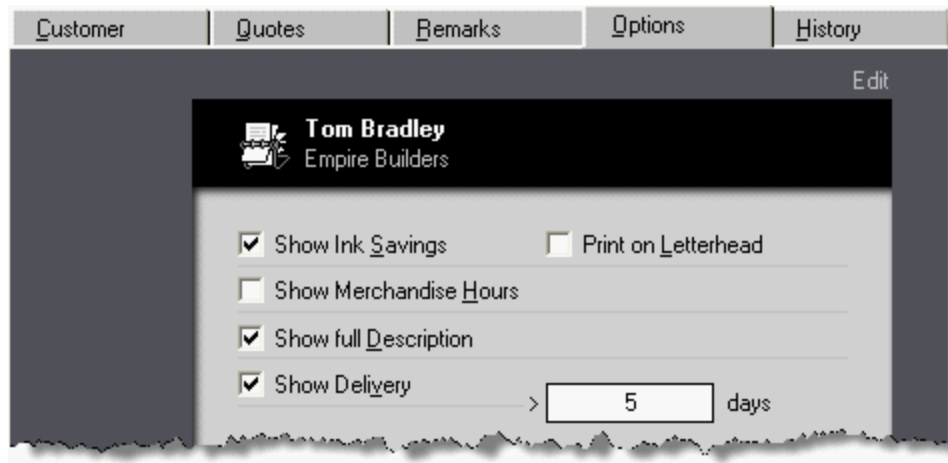 Customer Quotes Remarks Options History
Edit
Tom Bradley
Empire Builders
Show Ink Savings Print on Letterhead
Show Merchandise Hours
Show full Description
Show Delivery > 5 days